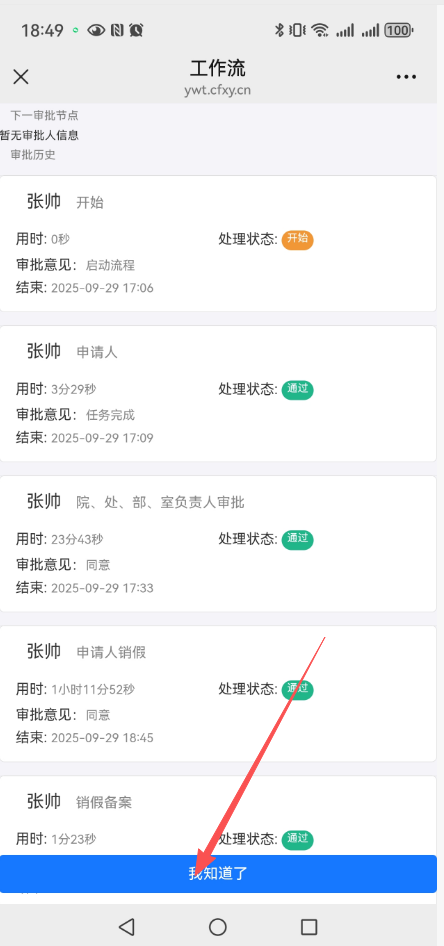 18:49
100
工作流
ywt.cfxy.cn
下一审批节点
暂无审批人信息
审批历史
张帅 开始
用时: 0秒 处理状态: 开始
审批意见： 启动流程
结束: 2025-09-29 17:06
张帅 申请人
用时: 3分29秒 处理状态: 通过
审批意见： 任务完成
结束: 2025-09-29 17:09
张帅 院、处、部、室负责人审批
用时: 23分43秒 处理状态: 通过
审批意见： 同意
结束: 2025-09-29 17:33
张帅 申请人销假
用时: 1小时11分52秒 处理状态: 通过
审批意见： 同意
结束: 2025-09-29 18:45
张帅 销假备案
用时: 1分23秒 处理状态: 通过
我知道了